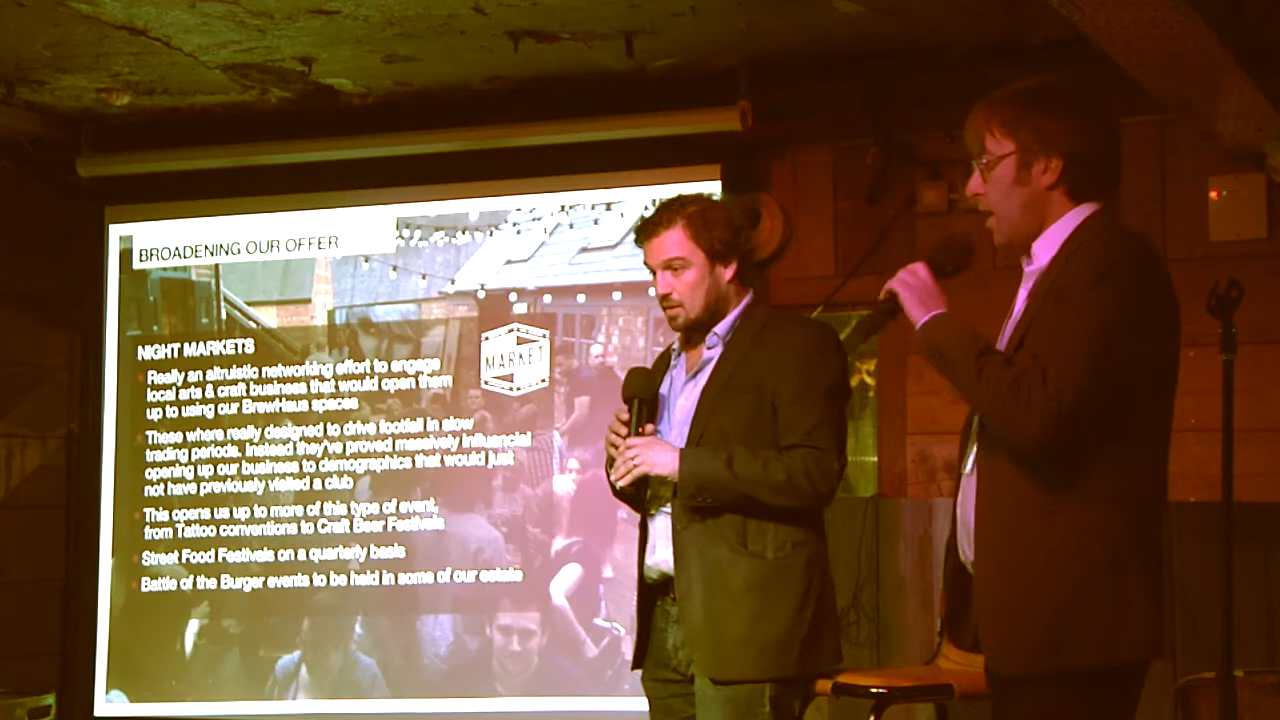 BROADENING OUR OFFER
NIGHT MARKETS
Really an altruistic networking effort to engage
local arts & craft business that would open them
up to using our BrewHaus spaces
MARKET
These where really designed to drive footfall in slow
trading periods. Instead they've proved massively influencial
opening up our business to demographics that would just
not have previously visited a club
This opens us up to more of this type of event,
from Tattoo conventions to Craft Beer Festivals
Street Food Festivals on a quarterly basis
Battle of the Burger events to be held in some of our estate